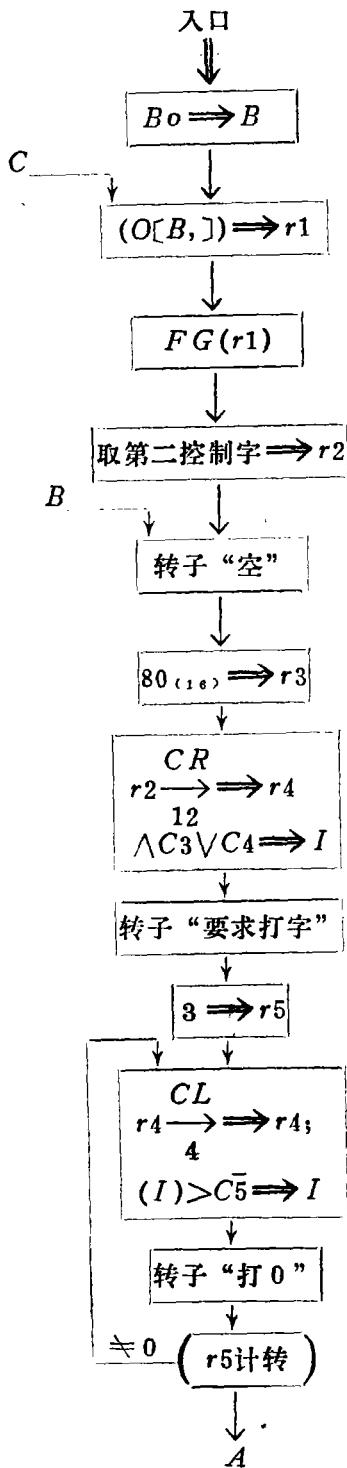 入口
Bo⟹B
C
(O[B,])⟹r1
FG(r1)
取第二控制字⟹r2
B
转子“空”
80₍₁₆₎⟹r3
CR
r2⟶⟹r4
12
∧C3∨C4⟹I
转子“要求打字”
3⟹r5
CL
r4⟶⟹r4;
4
(I)>C5̅⟹I
转子“打0”
≠0
(r5计转)
A